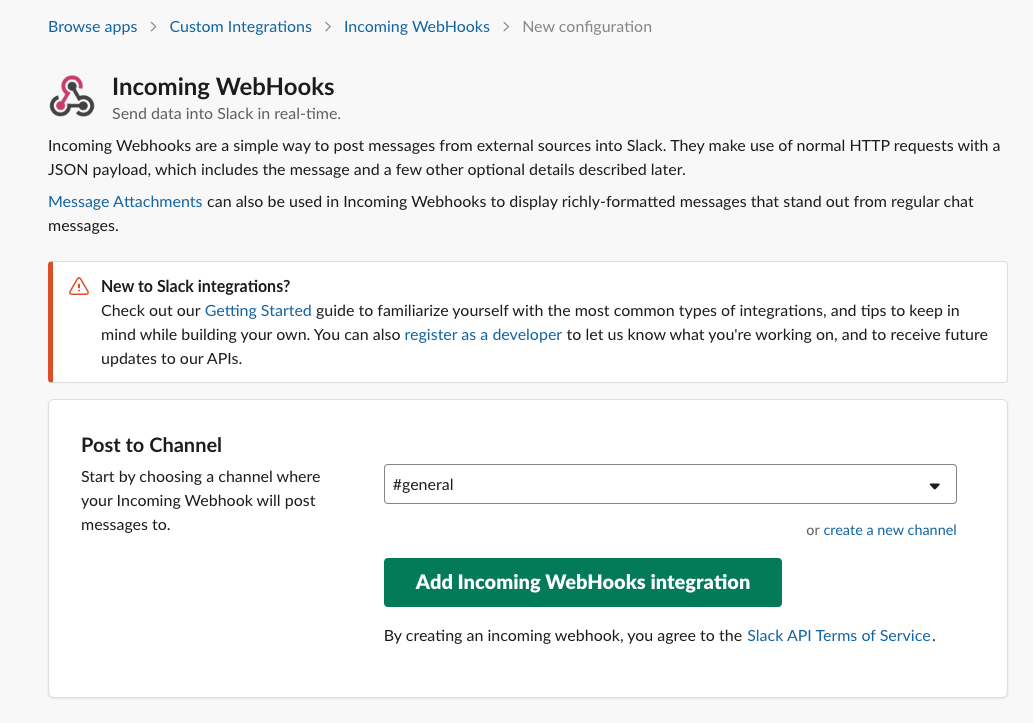 Browse apps > Custom Integrations > Incoming WebHooks > New configuration
Incoming WebHooks
Send data into Slack in real-time.
Incoming Webhooks are a simple way to post messages from external sources into Slack. They make use of normal HTTP requests with a
JSON payload, which includes the message and a few other optional details described later.
Message Attachments can also be used in Incoming Webhooks to display richly-formatted messages that stand out from regular chat
messages.
New to Slack integrations?
Check out our Getting Started guide to familiarize yourself with the most common types of integrations, and tips to keep in
mind while building your own. You can also register as a developer to let us know what you're working on, and to receive future
updates to our APIs.
Post to Channel
Start by choosing a channel where
your Incoming Webhook will post
messages to.
#general
or create a new channel
Add Incoming WebHooks integration
By creating an incoming webhook, you agree to the Slack API Terms of Service.